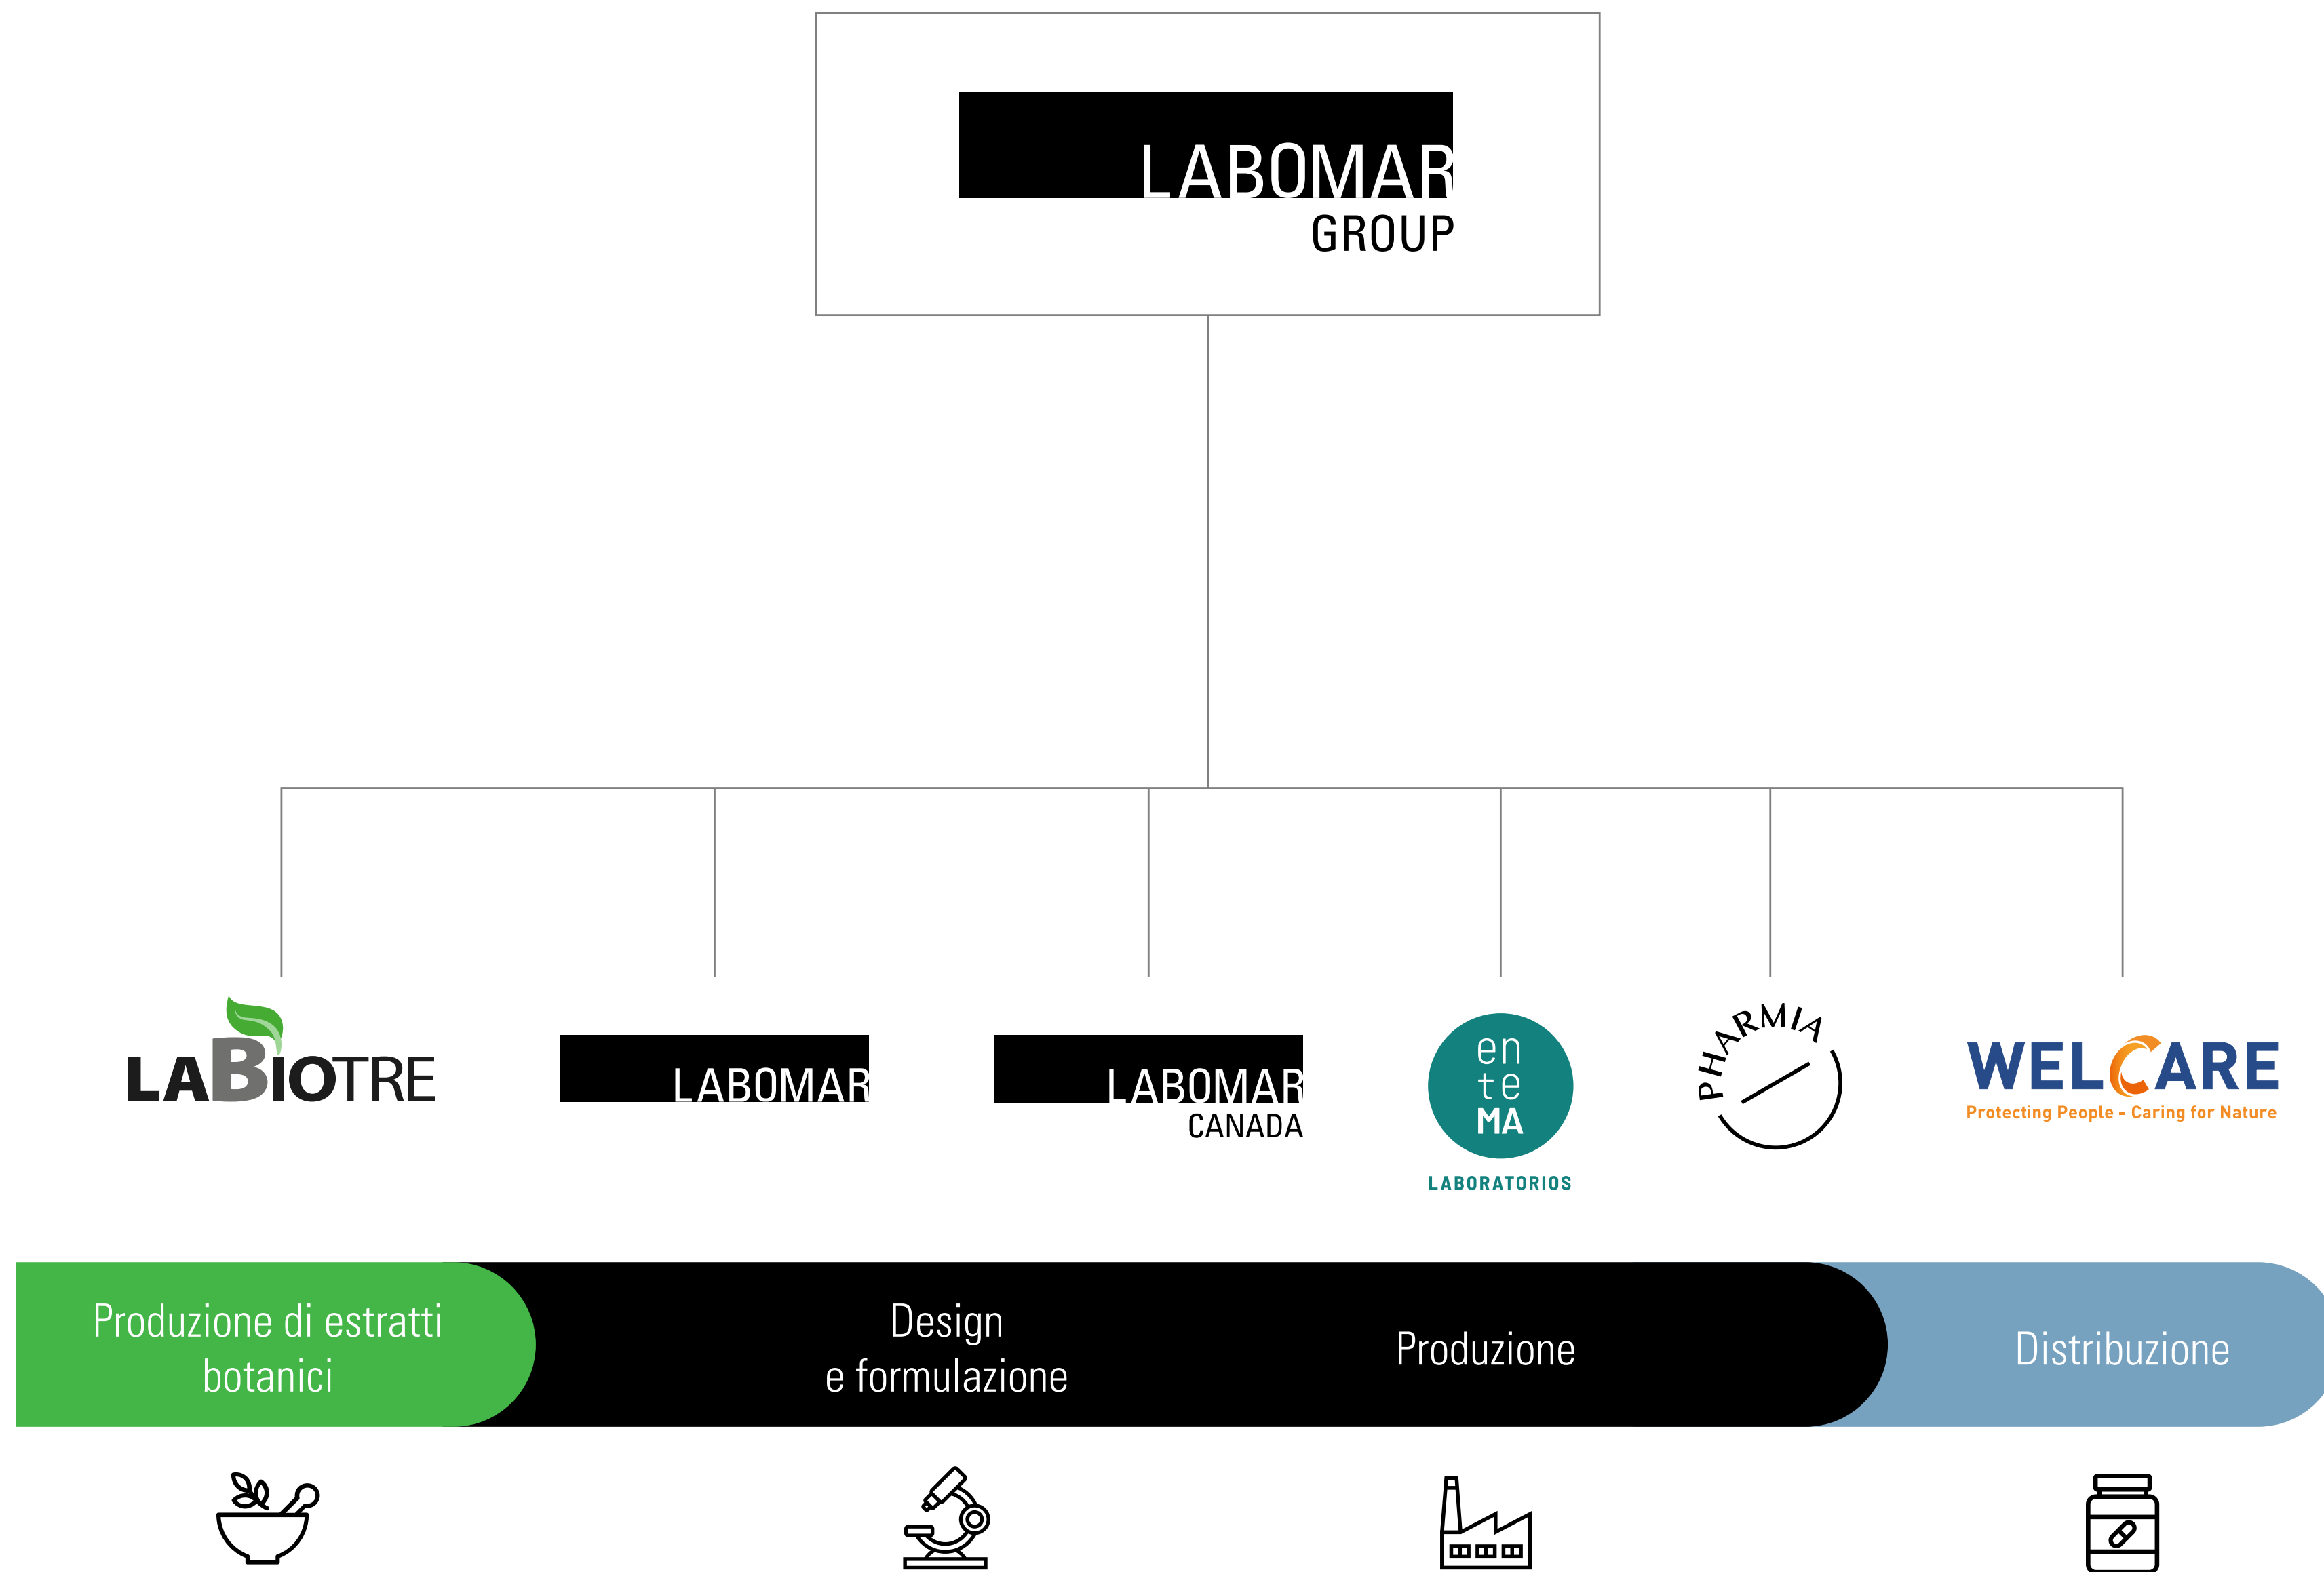 LABOMAR
GROUP
LABIOTRE
LABOMAR
LABOMAR
CANADA
en
te
MA
LABORATORIOS
PHARMIA
WELCARE
Protecting People - Caring for Nature
Produzione di estratti
botanici
Design
e formulazione
Produzione
Distribuzione